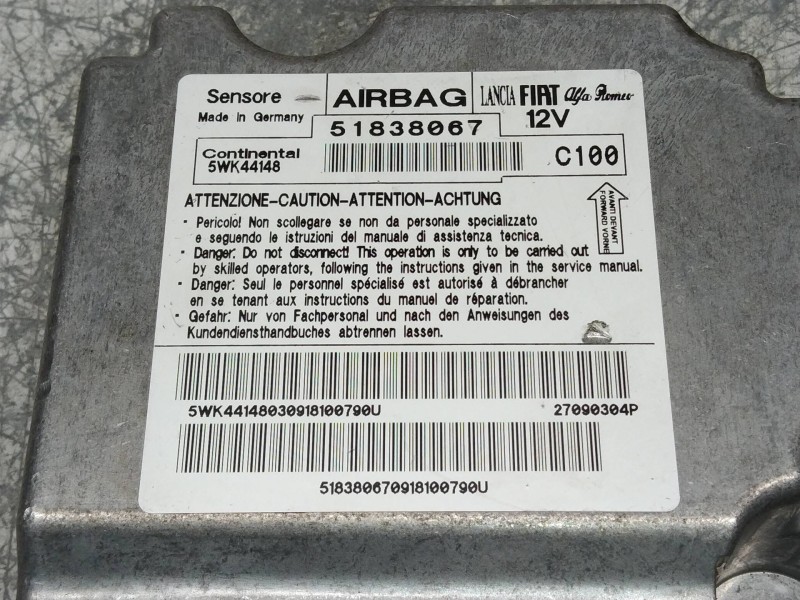 Sensore AIRBAG LANCIA FIAT Alfa Romeo
Made in Germany 51838067 12V
Continental
5WK44148
C100
ATTENZIONE-CAUTION-ATTENTION-ACHTUNG
AVANTI DEVANT
FORWARD VORNE
• Pericolo! Non scollegare se non da personale specializzato
e seguendo le istruzioni del manuale di assistenza tecnica.
• Danger: Do not disconnect! This operation is only to be carried out
by skilled operators, following the instructions given in the service manual.
• Danger: Seul le personnel spécialisé est autorisé à débrancher
en se tenant aux instructions du manuel de réparation.
• Gefahr: Nur von Fachpersonal und nach den Anweisungen des
Kundendiensthandbuches abtrennen lassen.
5WK44148030918100790U 27090304P
518380670918100790U